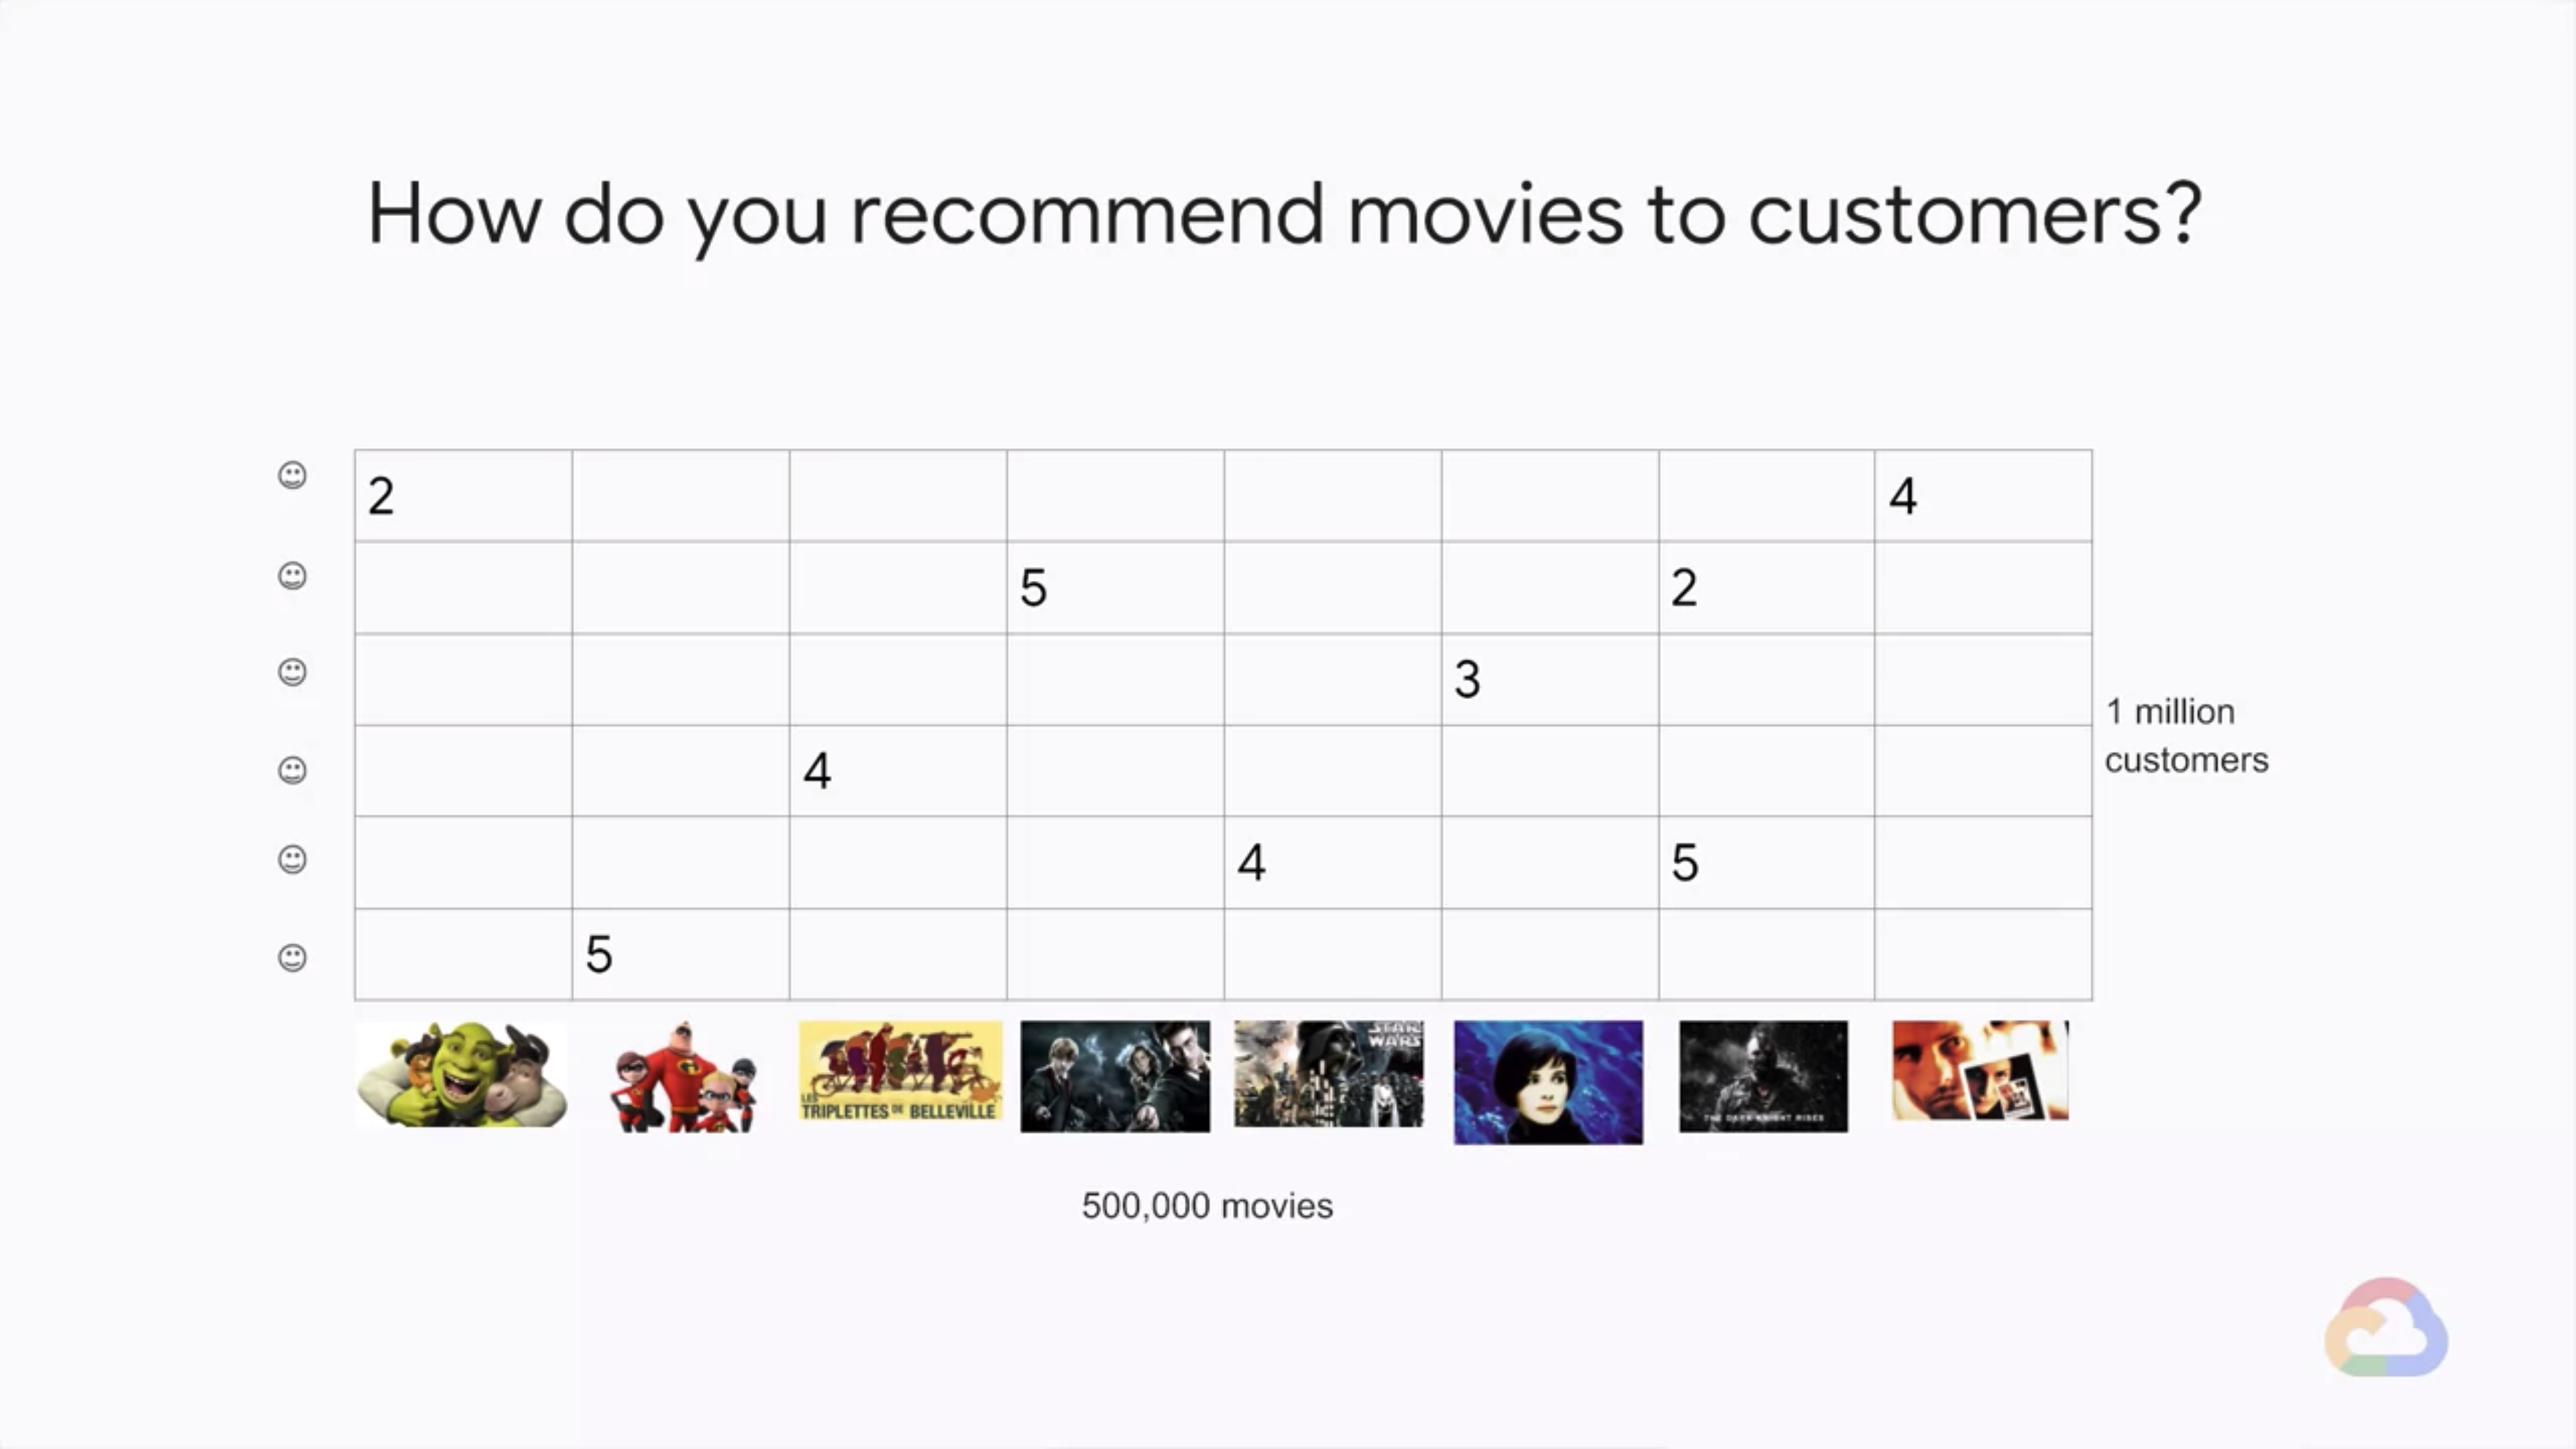 How do you recommend movies to customers?
2 4
5 2
3
1 million
customers
4
4 5
5
LES
TRIPLETTES DE BELLEVILLE
STAR
WARS
THE DARK KNIGHT RISES
500,000 movies